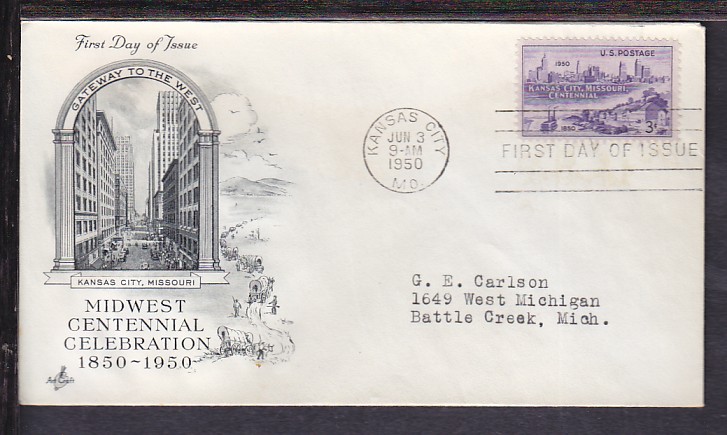 First Day of Issue
GATEWAY TO THE WEST
KANSAS CITY, MISSOURI
MIDWEST
CENTENNIAL
CELEBRATION
1850~1950
Art Craft
KANSAS CITY
JUN 3
9-AM
1950
MO.
U.S. POSTAGE
1950
KANSAS CITY, MISSOURI,
CENTENNIAL
1850
3¢
FIRST DAY OF ISSUE
G. E. Carlson
1649 West Michigan
Battle Creek, Mich.